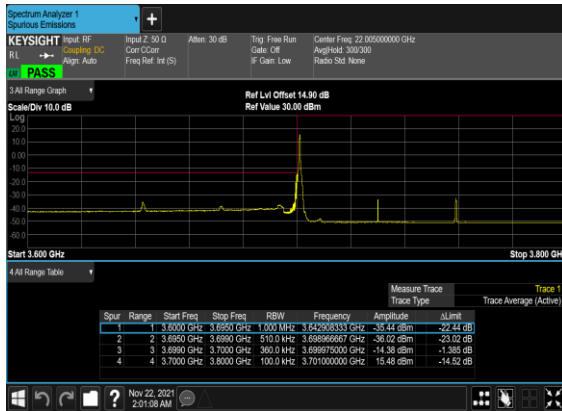 Spectrum Analyzer 1
Spurious Emissions
+
KEYSIGHT Input: RF Input Z: 50 Ω Atten: 30 dB Trig: Free Run Center Freq: 22.005000000 GHz
RL Coupling: DC Corr CCorr Gate: Off Avg|Hold: 300/300
Align: Auto Freq Ref: Int (S) IF Gain: Low Radio Std: None
PASS
3 All Range Graph
Ref Lvl Offset 14.90 dB
Scale/Div 10.0 dB Ref Value 30.00 dBm
Log
20.0
10.0
0.00
-10.0
-20.0
-30.0
-40.0
-50.0
-60.0
Start 3.600 GHz Stop 3.800 GH
4 All Range Table
Measure Trace Trace 1
Trace Type Trace Average (Active)
Spur Range Start Freq Stop Freq RBW Frequency Amplitude ΔLimit
1 1 3.6000 GHz 3.6950 GHz 1.000 MHz 3.642908333 GHz -35.44 dBm -22.44 dB
2 2 3.6950 GHz 3.6990 GHz 510.0 kHz 3.698966667 GHz -36.02 dBm -23.02 dB
3 3 3.6990 GHz 3.7000 GHz 360.0 kHz 3.699975000 GHz -14.38 dBm -1.385 dB
4 4 3.7000 GHz 3.8000 GHz 100.0 kHz 3.701000000 GHz 15.48 dBm -14.52 dB
? Nov 22, 2021
2:01:08 AM